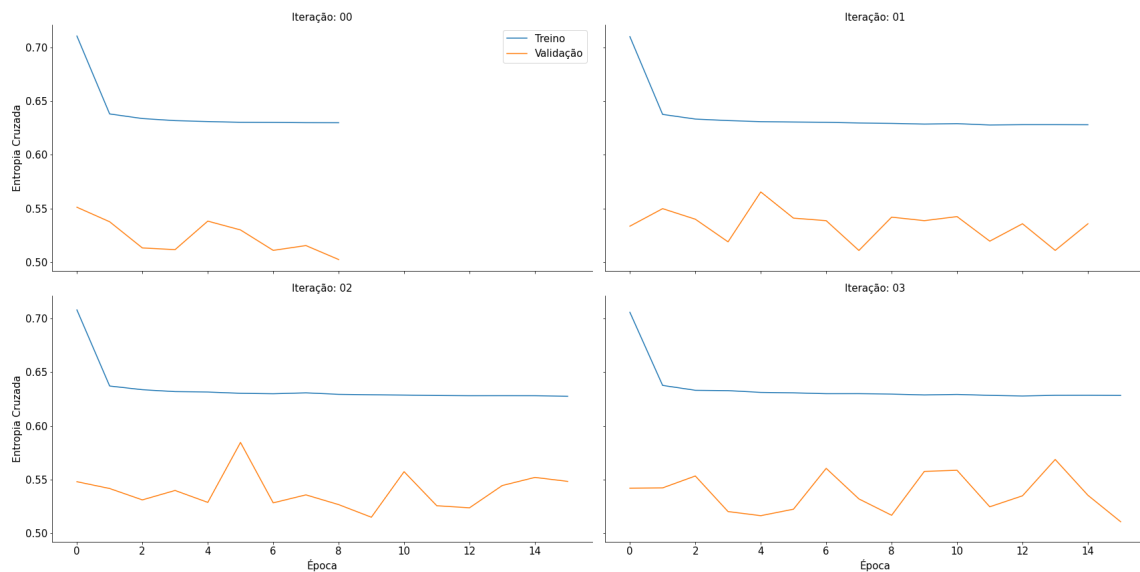 Iteração: 00
Iteração: 01
Treino
Validação
0.70
0.65
0.60
0.55
0.50
Entropia Cruzada
Iteração: 02
Iteração: 03
0.70
0.65
0.60
0.55
0.50
Entropia Cruzada
0 2 4 6 8 10 12 14
0 2 4 6 8 10 12 14
Época
Época